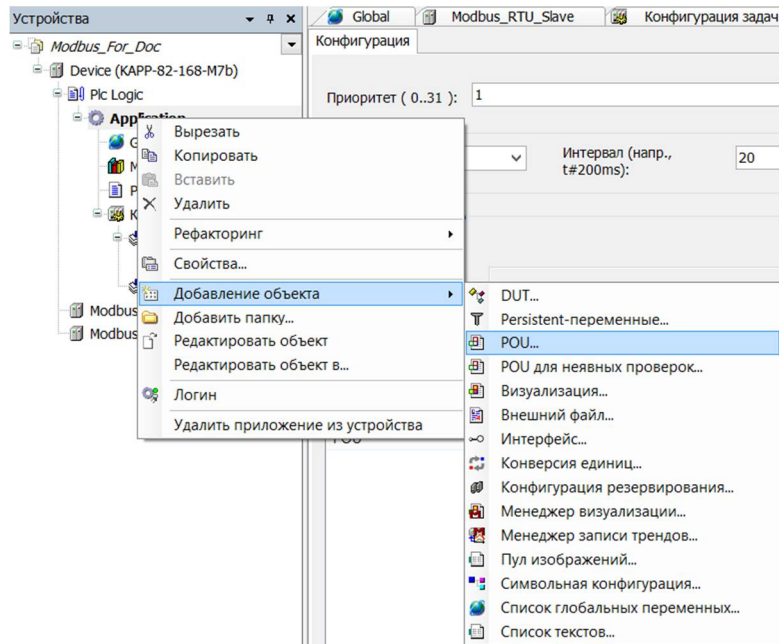 Устройства
Modbus_For_Doc
Device (KAPP-82-168-M7b)
Plc Logic
Application
Modbus
Modbus
Global
Modbus_RTU_Slave
Конфигурация задач
Конфигурация
Приоритет ( 0..31 ):
1
Интервал (напр., t#200ms):
20
Вырезать
Копировать
Вставить
Удалить
Рефакторинг
Свойства...
Добавление объекта
Добавить папку...
Редактировать объект
Редактировать объект в...
Логин
Удалить приложение из устройства
DUT...
Persistent-переменные...
POU...
POU для неявных проверок...
Визуализация...
Внешний файл...
Интерфейс...
Конверсия единиц...
Конфигурация резервирования...
Менеджер визуализации...
Менеджер записи трендов...
Пул изображений...
Символьная конфигурация...
Список глобальных переменных...
Список текстов...